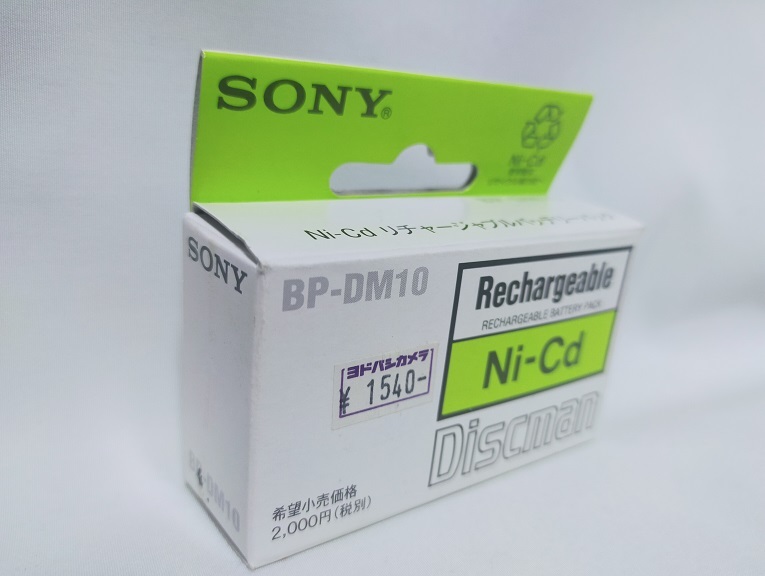 SONY®
Ni-Cd
Ni-Cd リチャージャブルバッテリーパック
SONY
BP-DM10
Rechargeable
RECHARGEABLE BATTERY PACK
Ni-Cd
ヨドバシカメラ
¥ 1540-
Discman
希望小売価格
2,000円(税別)
BP-DM10